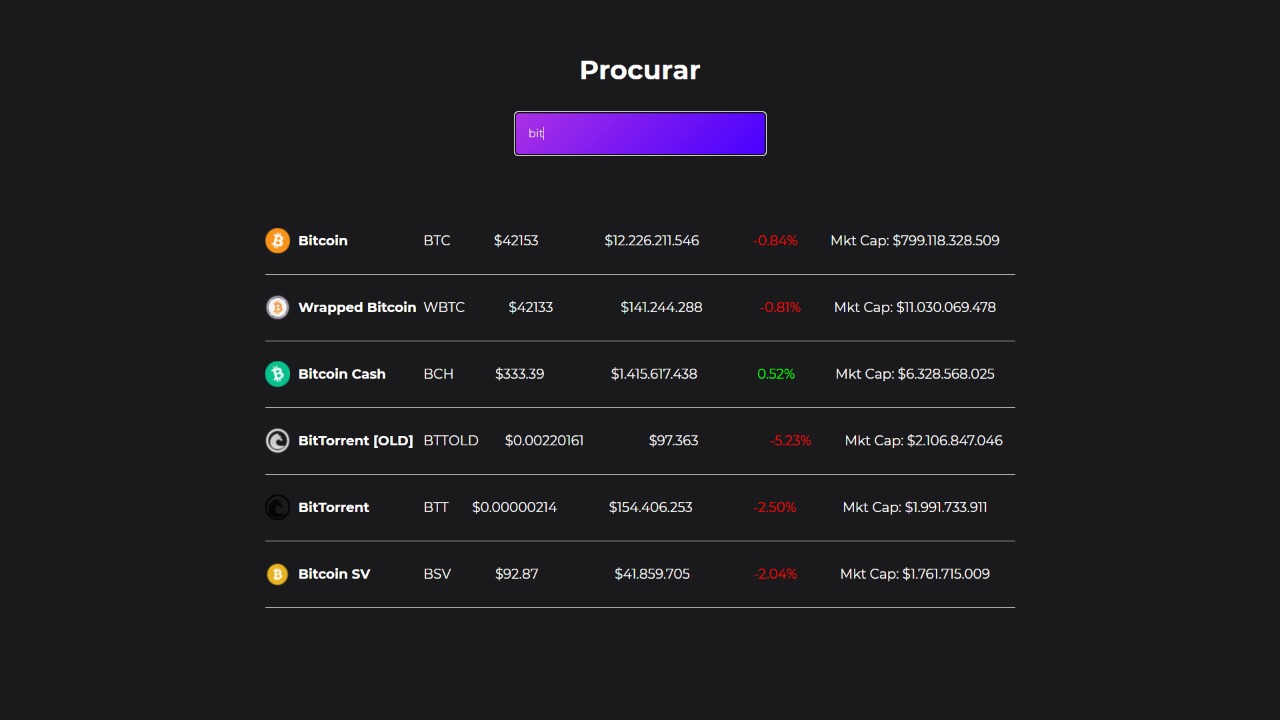 Procurar
bit
Bitcoin BTC $42153 $12.226.211.546 -0.84% Mkt Cap: $799.118.328.509
Wrapped Bitcoin WBTC $42133 $141.244.288 -0.81% Mkt Cap: $11.030.069.478
Bitcoin Cash BCH $333.39 $1.415.617.438 0.52% Mkt Cap: $6.328.568.025
BitTorrent [OLD] BTTOLD $0.00220161 $97.363 -5.23% Mkt Cap: $2.106.847.046
BitTorrent BTT $0.00000214 $154.406.253 -2.50% Mkt Cap: $1.991.733.911
Bitcoin SV BSV $92.87 $41.859.705 -2.04% Mkt Cap: $1.761.715.009